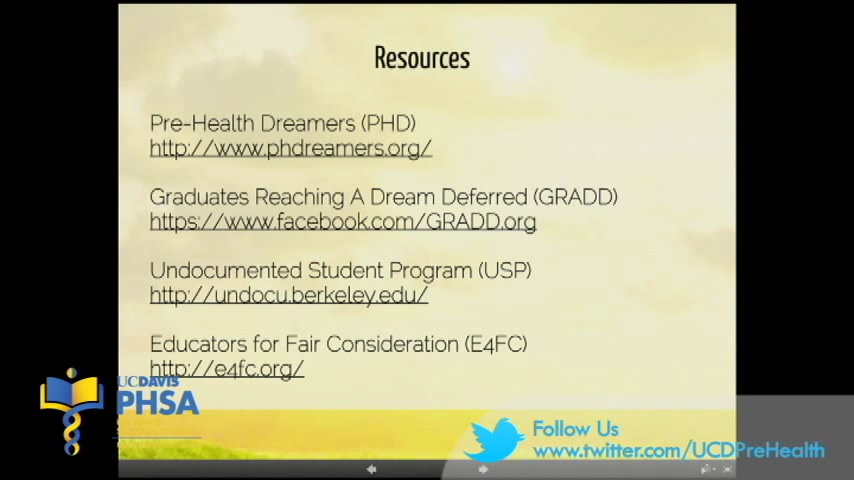 Resources
Pre-Health Dreamers (PHD)
http://www.phdreamers.org/
Graduates Reaching A Dream Deferred (GRADD)
https://www.facebook.com/GRADD.org
Undocumented Student Program (USP)
http://undocu.berkeley.edu/
Educators for Fair Consideration (E4FC)
http://e4fc.org/
UCDAVIS
PHSA
Follow Us
www.twitter.com/UCDPreHealth